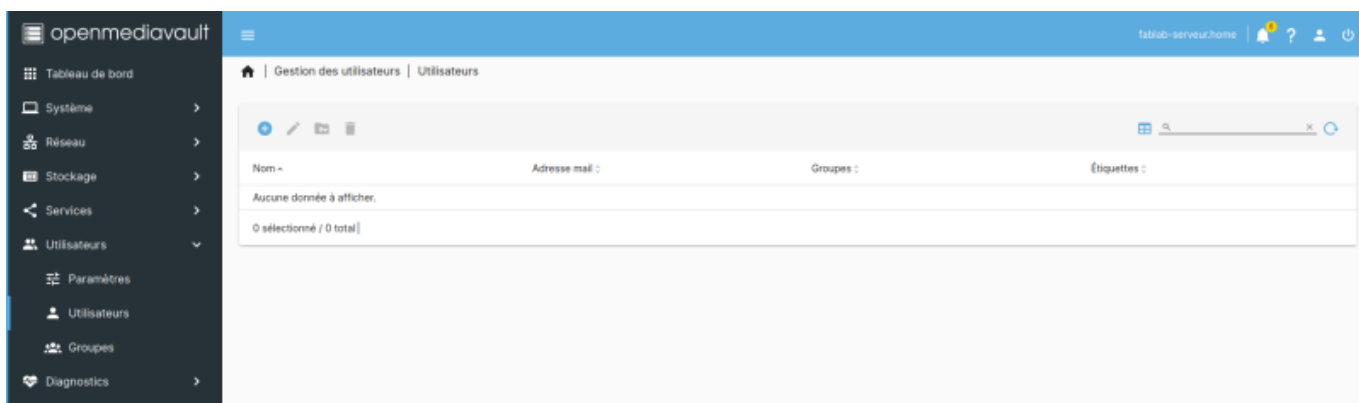 openmediavault
fablab-serveur.home
Tableau de bord
Système
Réseau
Stockage
Services
Utilisateurs
Paramètres
Utilisateurs
Groupes
Diagnostics
Gestion des utilisateurs | Utilisateurs
Nom Adresse mail Groupes Étiquettes
Aucune donnée à afficher.
0 sélectionné / 0 total